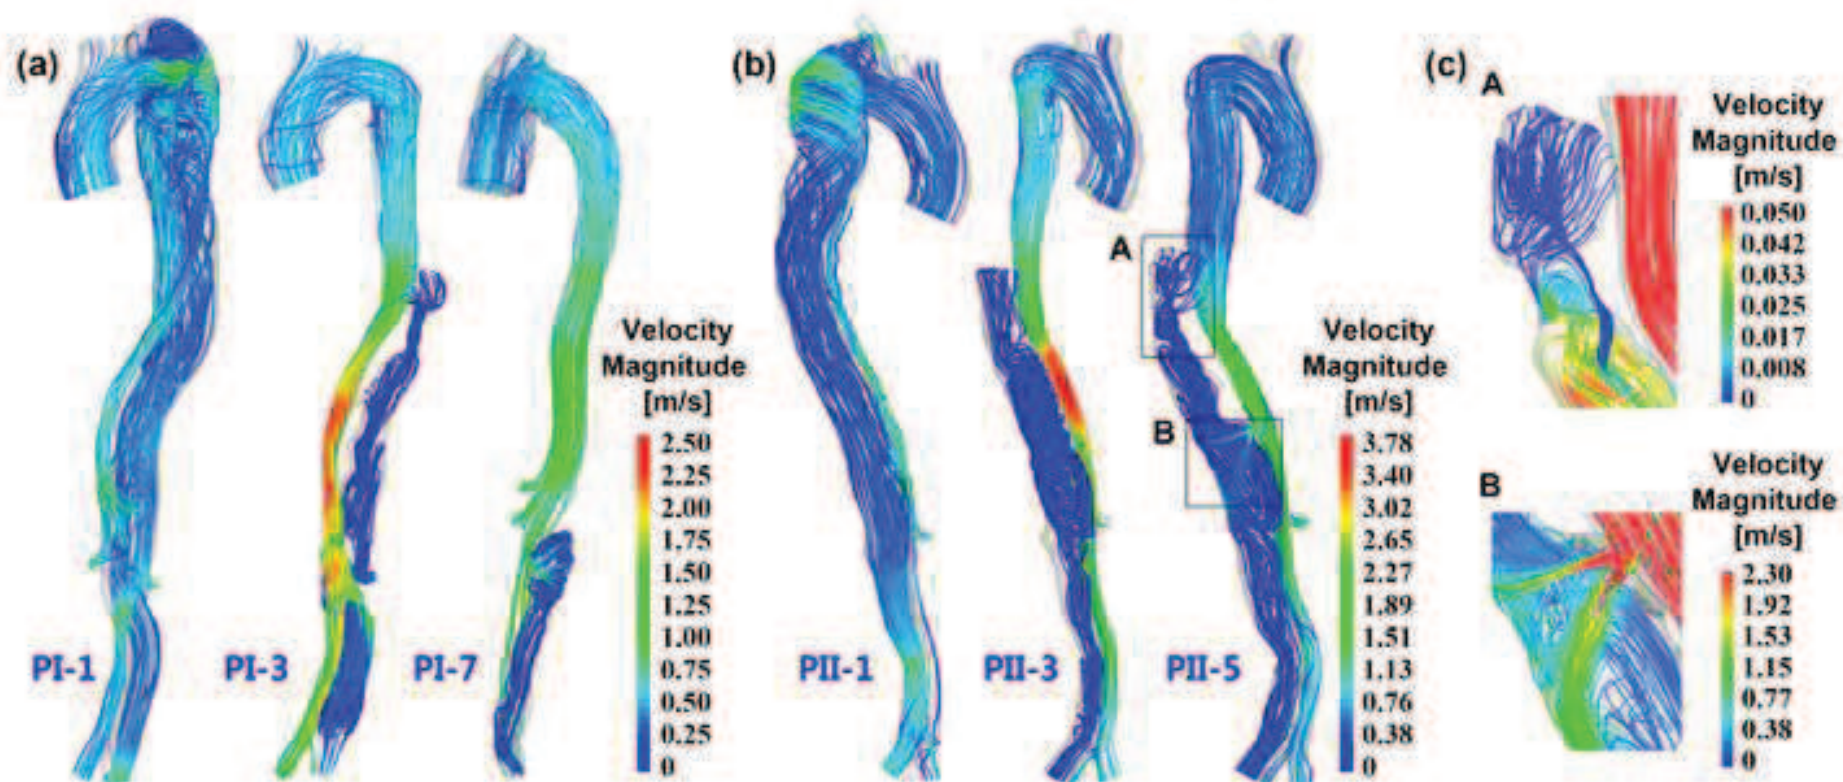 (a)
PI-1
PI-3
PI-7
Velocity
Magnitude
[m/s]
2.50
2.25
2.00
1.75
1.50
1.25
1.00
0.75
0.50
0.25
0
(b)
A
B
PII-1
PII-3
PII-5
Velocity
Magnitude
[m/s]
3.78
3.40
3.02
2.65
2.27
1.89
1.51
1.13
0.76
0.38
0
(c)
A
Velocity
Magnitude
[m/s]
0.050
0.042
0.033
0.025
0.017
0.008
0
B
Velocity
Magnitude
[m/s]
2.30
1.92
1.53
1.15
0.77
0.38
0